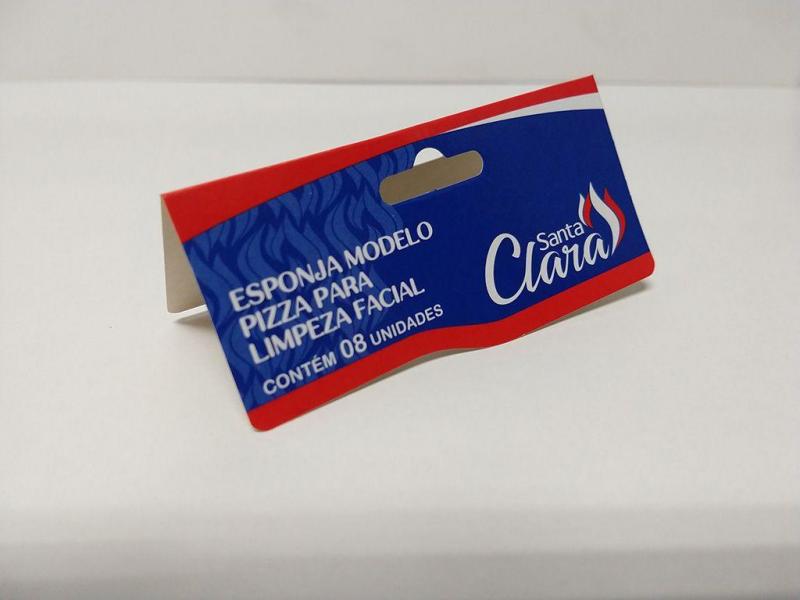 ESPONJA MODELO
PIZZA PARA
LIMPEZA FACIAL
CONTÉM 08 UNIDADES
Santa
Clara